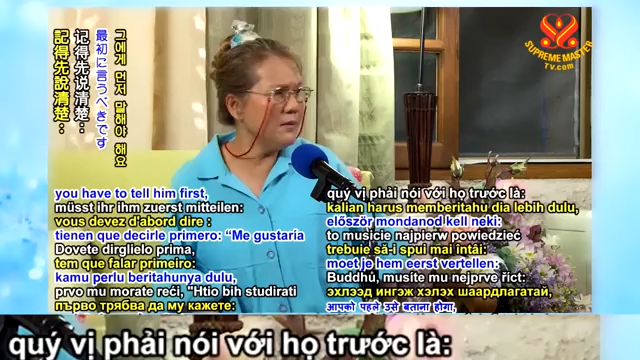 SUPREME MASTER
TV.com
그에게 먼저 말해야 해요
最初に言うべきです
记得先说清楚：
記得先說清楚：
you have to tell him first,
müsst ihr ihm zuerst mitteilen:
vous devez d'abord dire :
tienen que decirle primero: “Me gustaría
Dovete dirglielo prima,
tem que falar primeiro:
kamu perlu beritahunya dulu,
prvo mu morate reći, "Htio bih studirati
първо трябва да му кажете:
quý vị phải nói với họ trước là:
kalian harus memberitahu dia lebih dulu,
először mondanod kell neki:
to musicie najpierw powiedzieć
trebuie să-i spui mai întâi:
moet je hem eerst vertellen:
Buddhů, musíte mu nejprve říct:
эхлээд ингэж хэлэх шаардлагатай,
आपको पहले उसे बताना होगा,
quý vị phải nói với họ trước là: